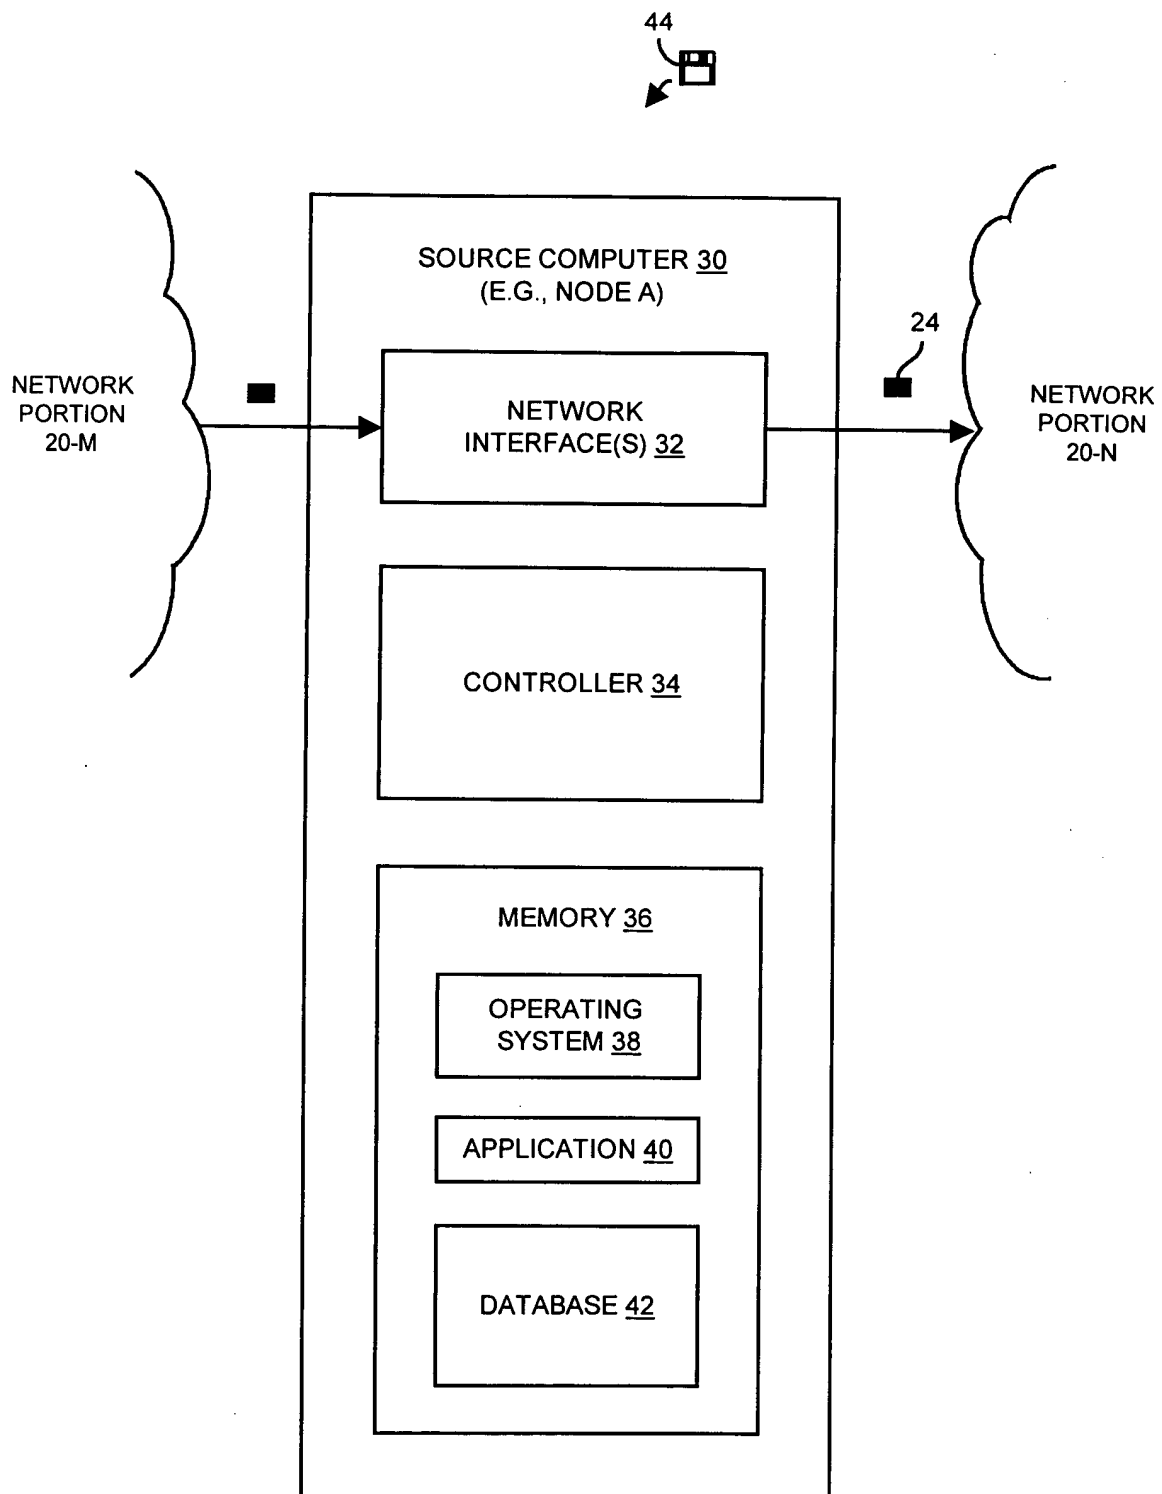 44
SOURCE COMPUTER 30
(E.G., NODE A)
24
NETWORK
PORTION
20-M
NETWORK
INTERFACE(S) 32
NETWORK
PORTION
20-N
CONTROLLER 34
MEMORY 36
OPERATING
SYSTEM 38
APPLICATION 40
DATABASE 42